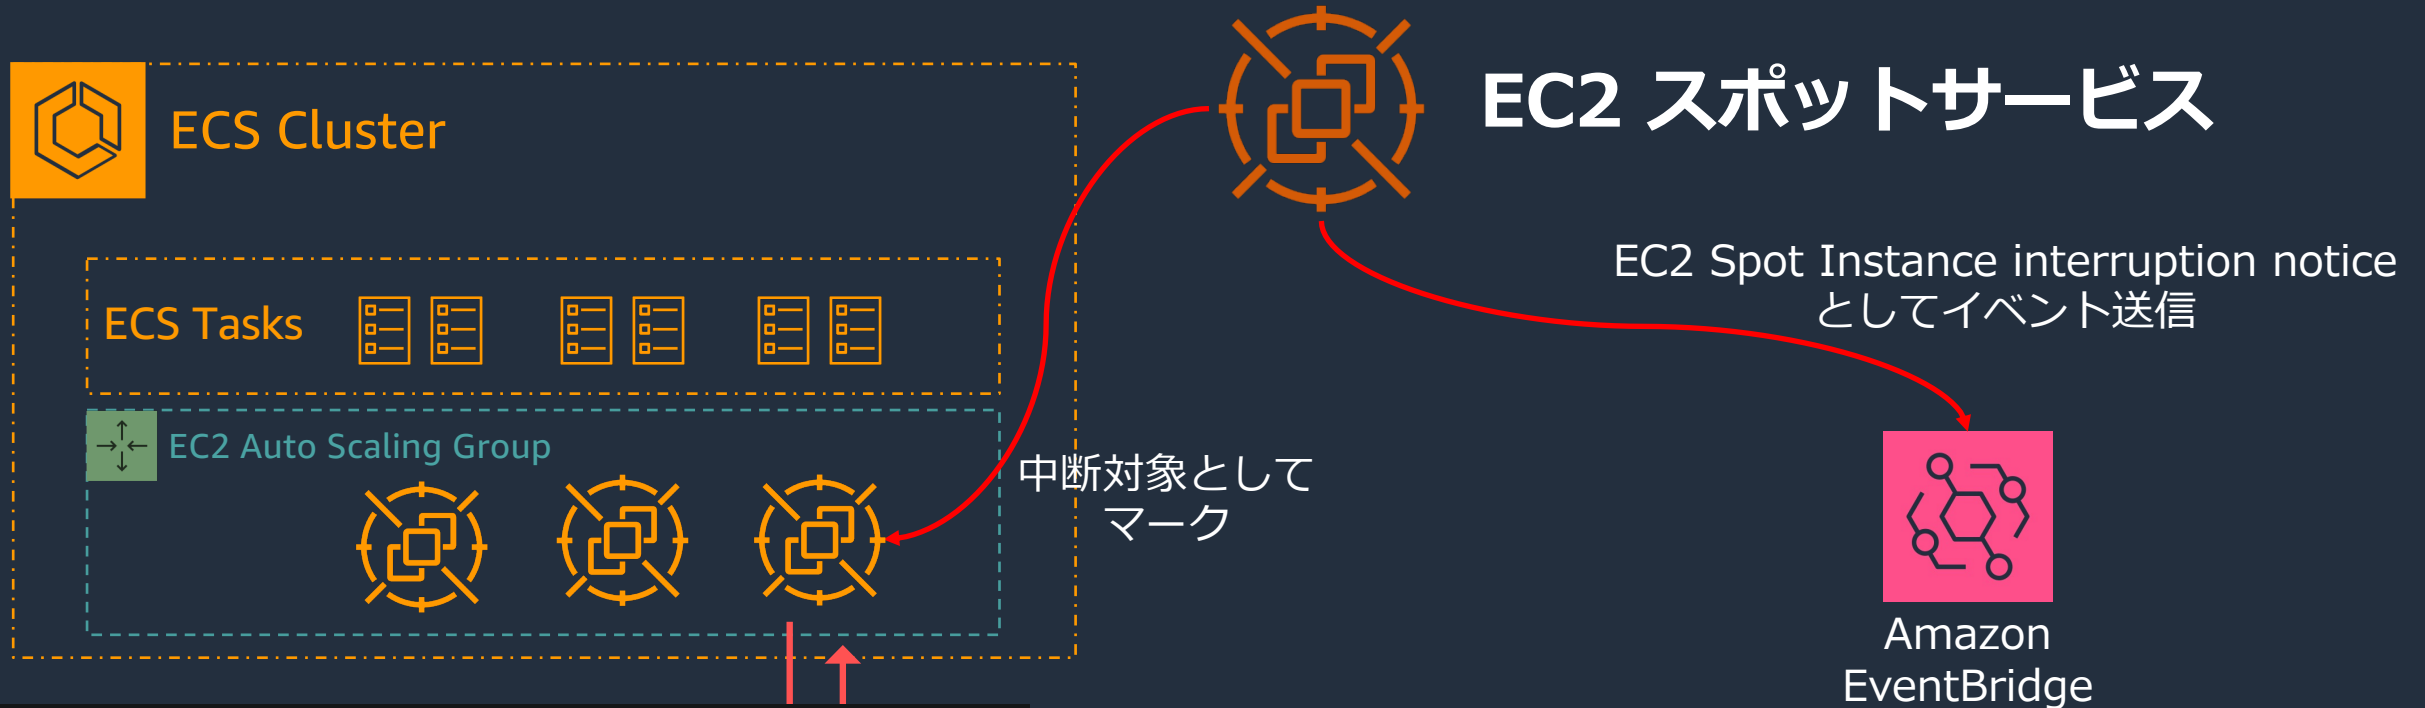 ECS Cluster
EC2 スポットサービス
EC2 Spot Instance interruption notice
としてイベント送信
ECS Tasks
EC2 Auto Scaling Group
中断対象として
マーク
Amazon
EventBridge